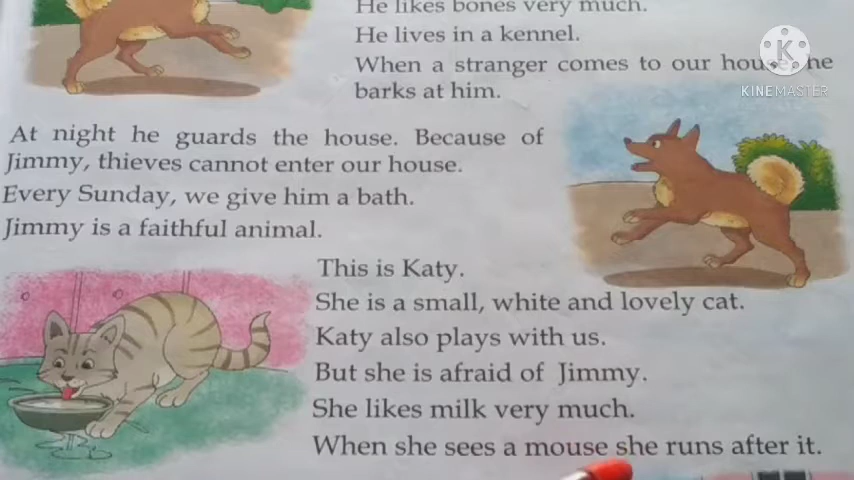 He likes bones very much.
He lives in a kennel.
When a stranger comes to our house he
barks at him.
At night he guards the house. Because of
Jimmy, thieves cannot enter our house.
Every Sunday, we give him a bath.
Jimmy is a faithful animal.
This is Katy.
She is a small, white and lovely cat.
Katy also plays with us.
But she is afraid of Jimmy.
She likes milk very much.
When she sees a mouse she runs after it.
K
KINEMASTER